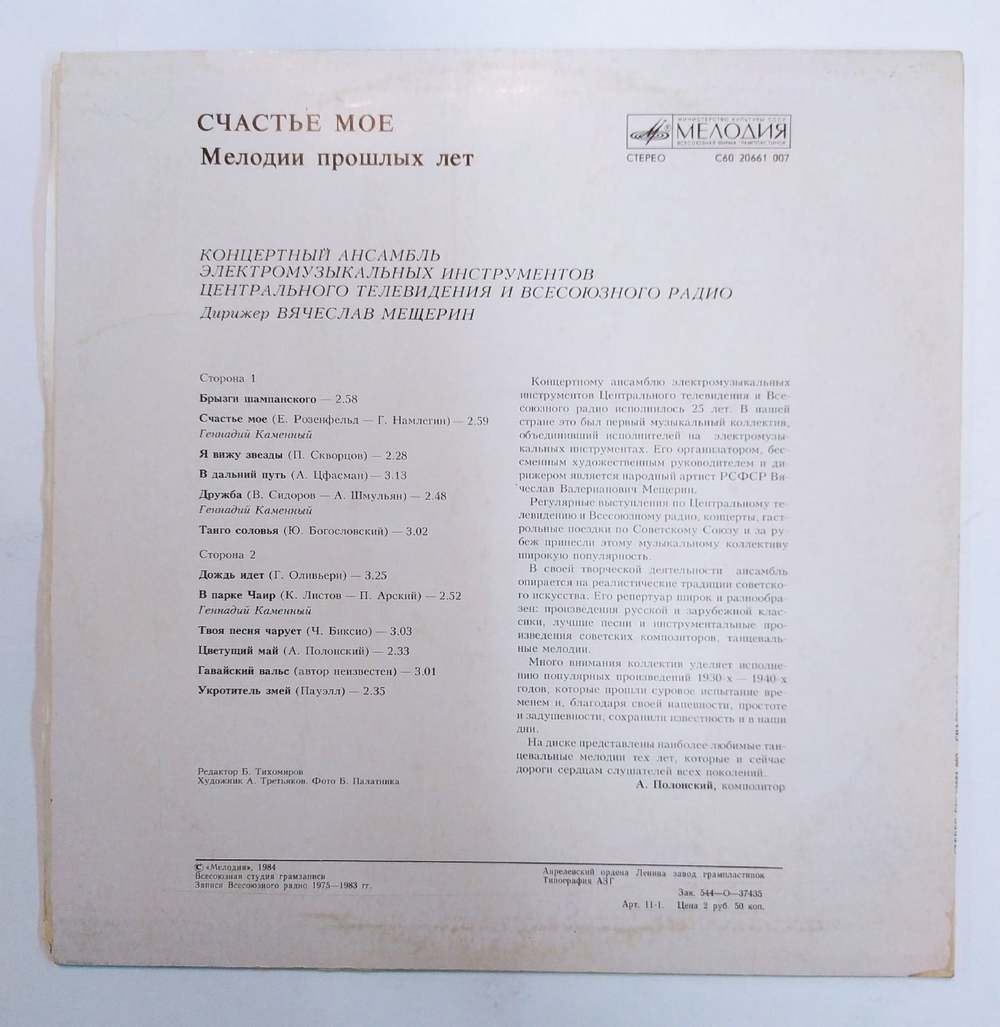 СЧАСТЬЕ МОЕ
Мелодии прошлых лет
МИНИСТЕРСТВО КУЛЬТУРЫ СССР
МЕЛОДИЯ
ВСЕСОЮЗНАЯ ФИРМА ГРАМПЛАСТИНОК
СТЕРЕО С60 20661 007
КОНЦЕРТНЫЙ АНСАМБЛЬ
ЭЛЕКТРОМУЗЫКАЛЬНЫХ ИНСТРУМЕНТОВ
ЦЕНТРАЛЬНОГО ТЕЛЕВИДЕНИЯ И ВСЕСОЮЗНОГО РАДИО
Дирижер ВЯЧЕСЛАВ МЕЩЕРИН
Сторона 1
Брызги шампанского — 2.58
Счастье мое (Е. Розенфельд — Г. Намлегин) — 2.59
Геннадий Каменный
Я вижу звезды (П. Скворцов) — 2.28
В дальний путь (А. Цфасман) — 3.13
Дружба (В. Сидоров — А. Шмульян) — 2.48
Геннадий Каменный
Танго соловья (Ю. Богословский) — 3.02
Сторона 2
Дождь идет (Г. Оливьери) — 3.25
В парке Чаир (К. Листов — П. Арский) — 2.52
Геннадий Каменный
Твоя песня чарует (Ч. Биксио) — 3.03
Цветущий май (А. Полонский) — 2.33
Гавайский вальс (автор неизвестен) — 3.01
Укротитель змей (Пауэлл) — 2.35
Редактор Б. Тихомиров
Художник А. Третьяков. Фото Б. Палатника
Концертному ансамблю электромузыкальных
инструментов Центрального телевидения и Все-
союзного радио исполнилось 25 лет. В нашей
стране это был первый музыкальный коллектив,
объединивший исполнителей на электромузы-
кальных инструментах. Его организатором, бес-
сменным художественным руководителем и ди-
рижером является народный артист РСФСР Вя-
чеслав Валерианович Мещерин.
Регулярные выступления по Центральному те-
левидению и Всесоюзному радио, концерты, гаст-
рольные поездки по Советскому Союзу и за ру-
беж принесли этому музыкальному коллективу
широкую популярность.
В своей творческой деятельности ансамбль
опирается на реалистические традиции советско-
го искусства. Его репертуар широк и разнообра-
зен: произведения русской и зарубежной клас-
сики, лучшие песни и инструментальные про-
изведения советских композиторов, танцеваль-
ные мелодии.
Много внимания коллектив уделяет исполне-
нию популярных произведений 1930-х — 1940-х
годов, которые прошли суровое испытание вре-
менем и, благодаря своей напевности, простоте
и задушевности, сохранили известность и в наши
дни.
На диске представлены наиболее любимые тан-
цевальные мелодии тех лет, которые и сейчас
дороги сердцам слушателей всех поколений.
А. Полонский, композитор
© «Мелодия», 1984
Всесоюзная студия грамзаписи
Записи Всесоюзного радио 1975—1983 гг.
Апрелевский ордена Ленина завод грампластинок
Типография АЗГ
Зак. 544—О—37435
Арт. 11-1. Цена 2 руб. 50 коп.